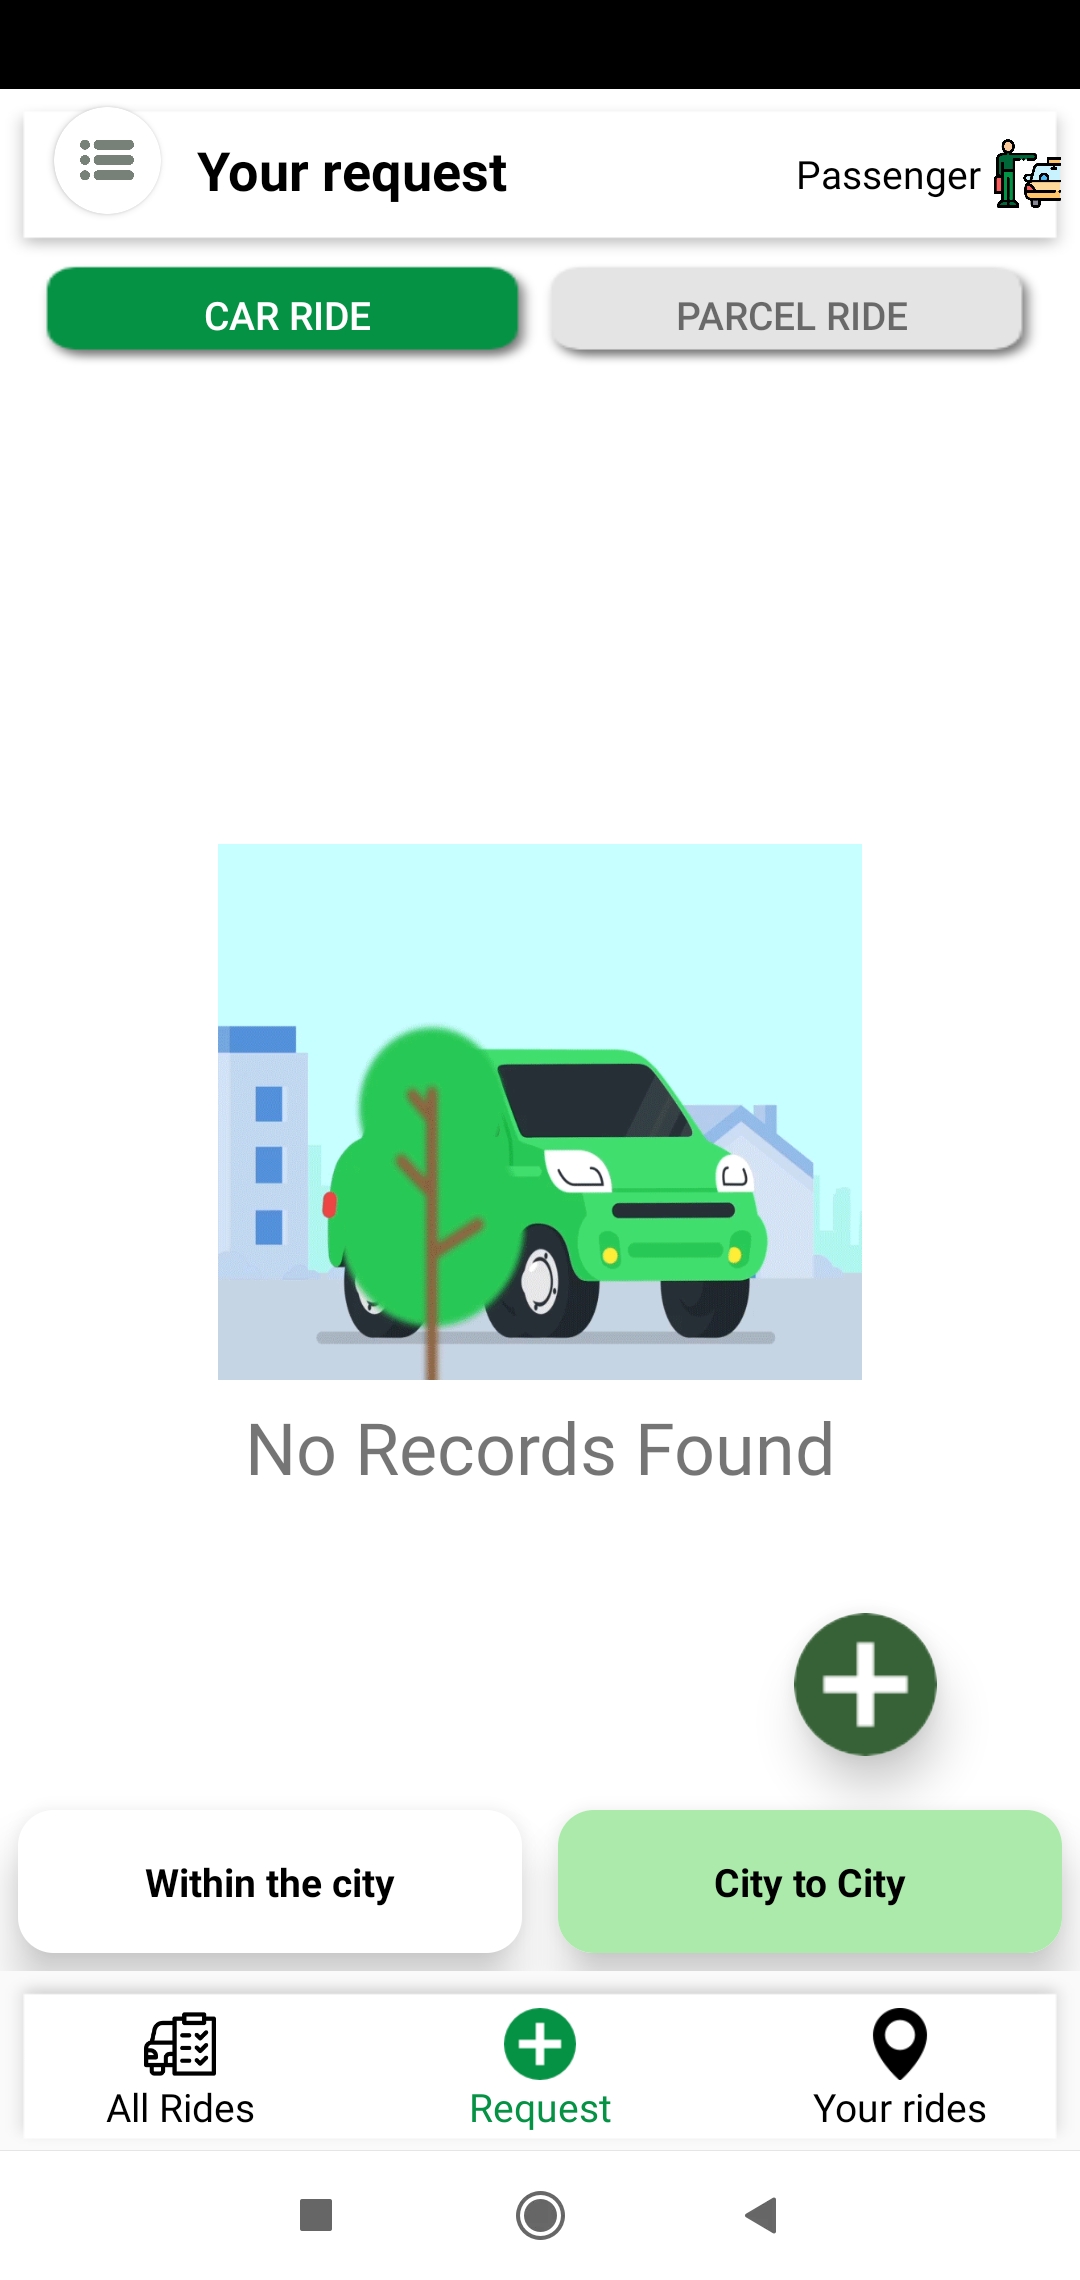 Your request
Passenger
CAR RIDE
PARCEL RIDE
No Records Found
Within the city
City to City
All Rides
Request
Your rides